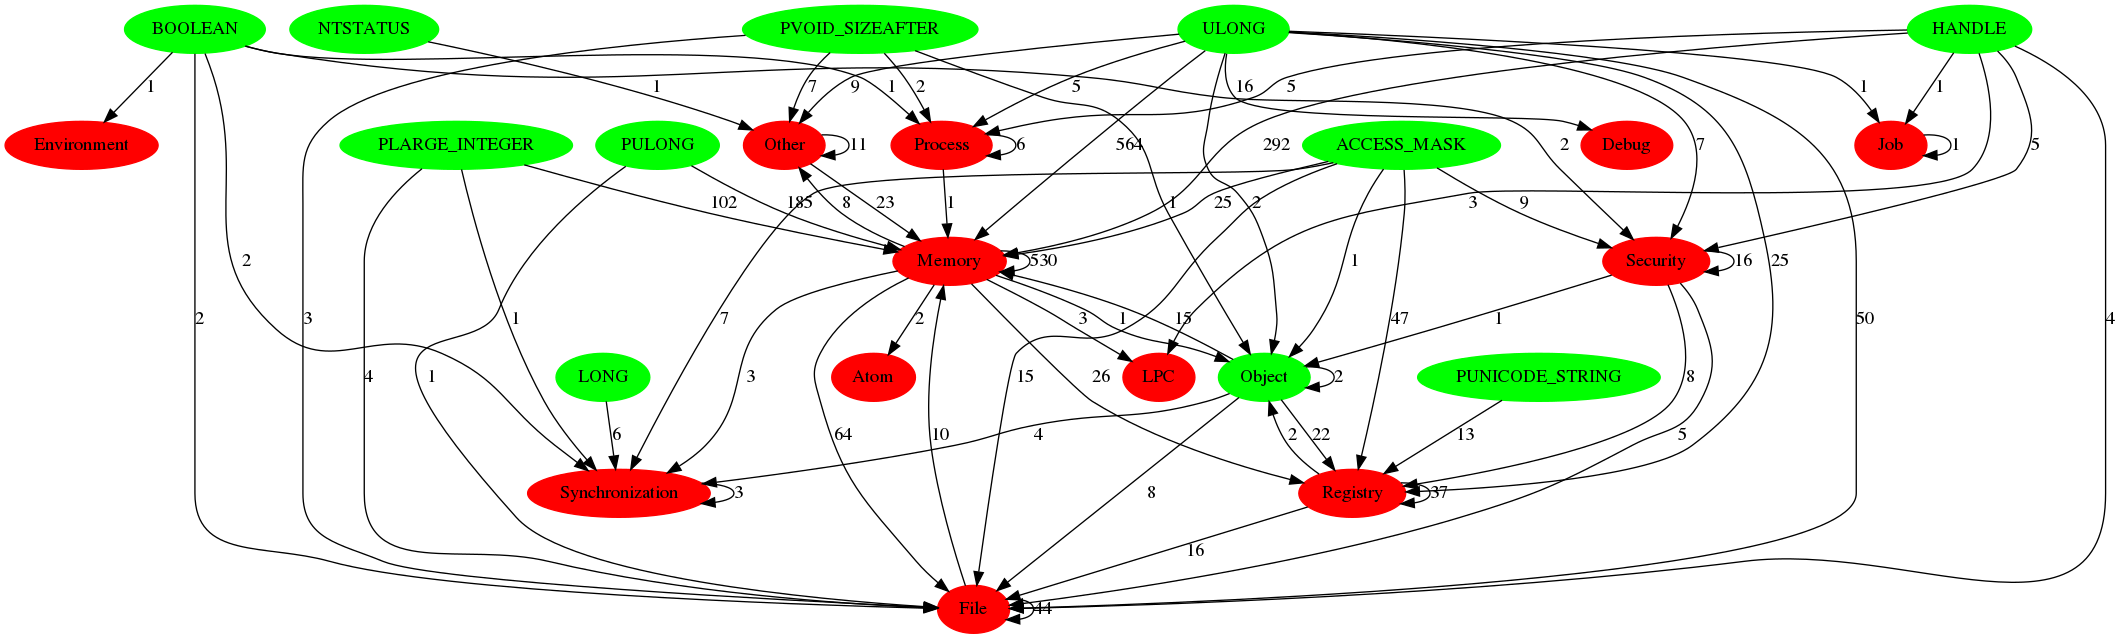 BOOLEAN NTSTATUS PVOID_SIZEAFTER ULONG HANDLE
1 1 7 2 9 1 5 16 5 1 1
Environment Other Process Debug Job
PLARGE_INTEGER PULONG ACCESS_MASK
11 6 564 292 2 7 1 5
102 185 8 23 1 1 25 2 3 9
Memory Security
2 530 16 25
2 3 4 1 1 7 3 2 3 1 15 15 1 47 1 8 5 50 4
LONG Atom LPC Object PUNICODE_STRING
2
6 64 10 26 4 8 2 22 13
Synchronization Registry
3 37
16
File
44